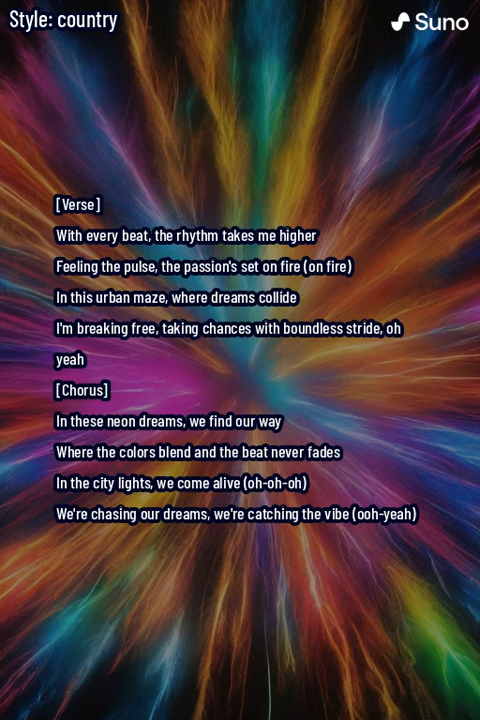 Style: country
Suno
[Verse]
With every beat, the rhythm takes me higher
Feeling the pulse, the passion's set on fire (on fire)
In this urban maze, where dreams collide
I'm breaking free, taking chances with boundless stride, oh
yeah
[Chorus]
In these neon dreams, we find our way
Where the colors blend and the beat never fades
In the city lights, we come alive (oh-oh-oh)
We're chasing our dreams, we're catching the vibe (ooh-yeah)